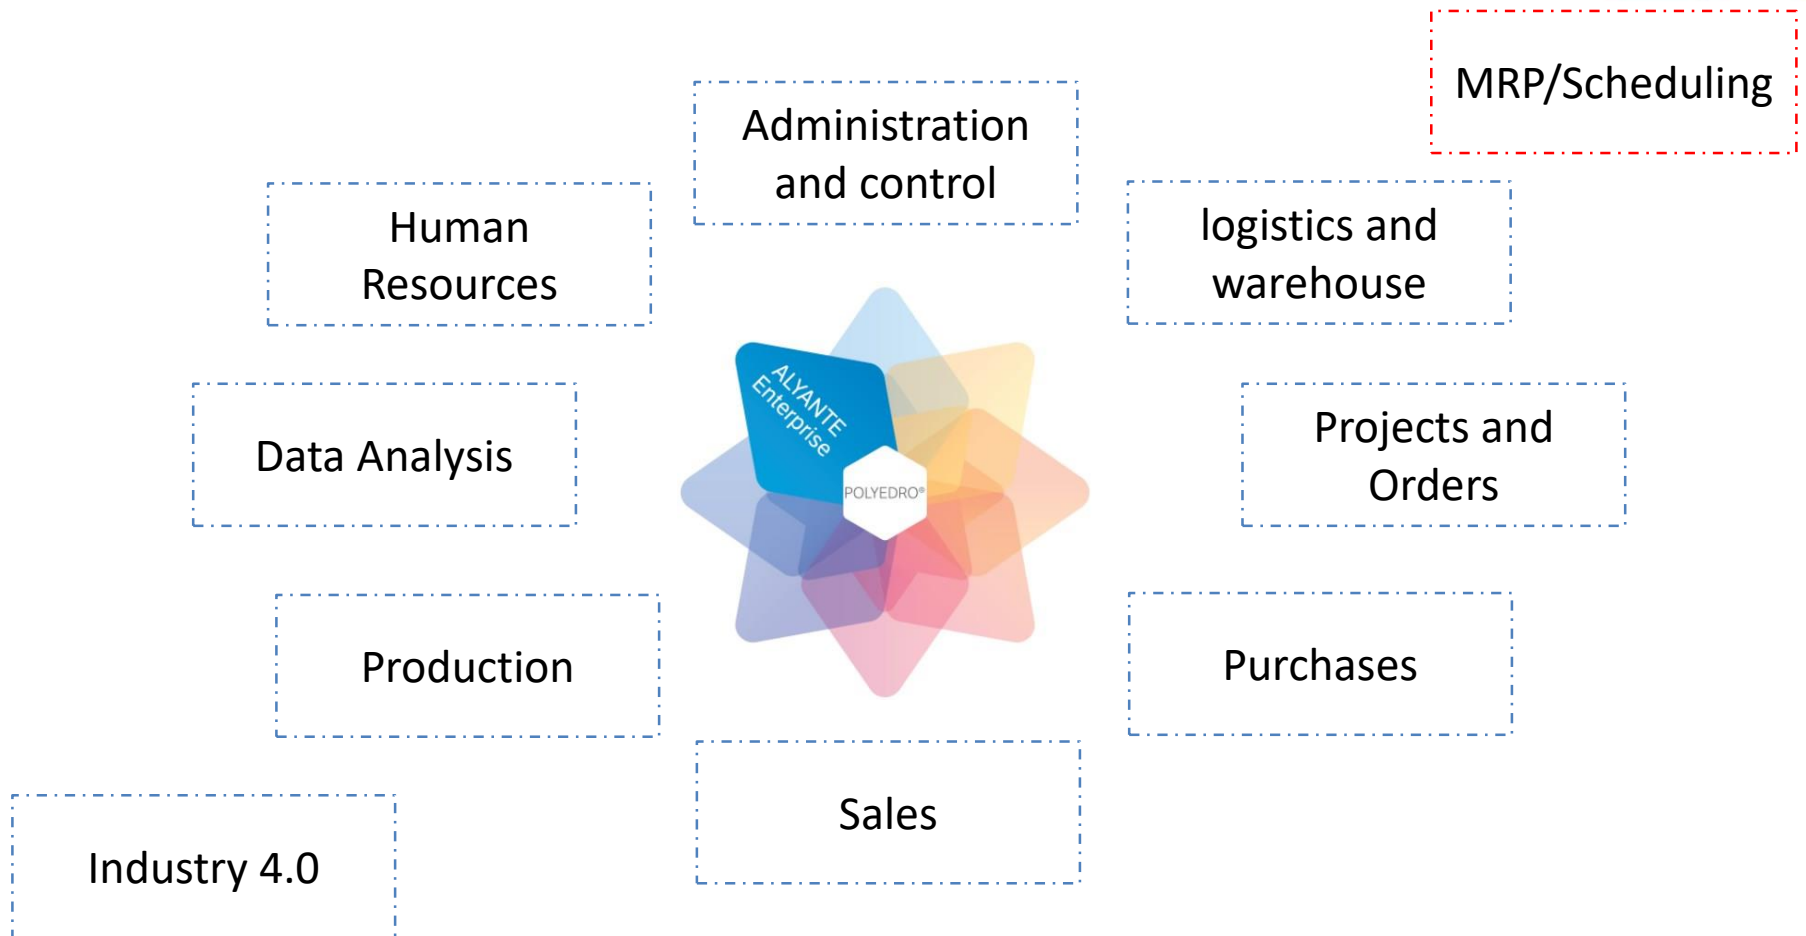 MRP/Scheduling
Administration
and control
Human
Resources
logistics and
warehouse
ALYANTE
Enterprise
Data Analysis
POLYEDRO®
Projects and
Orders
Production
Purchases
Sales
Industry 4.0